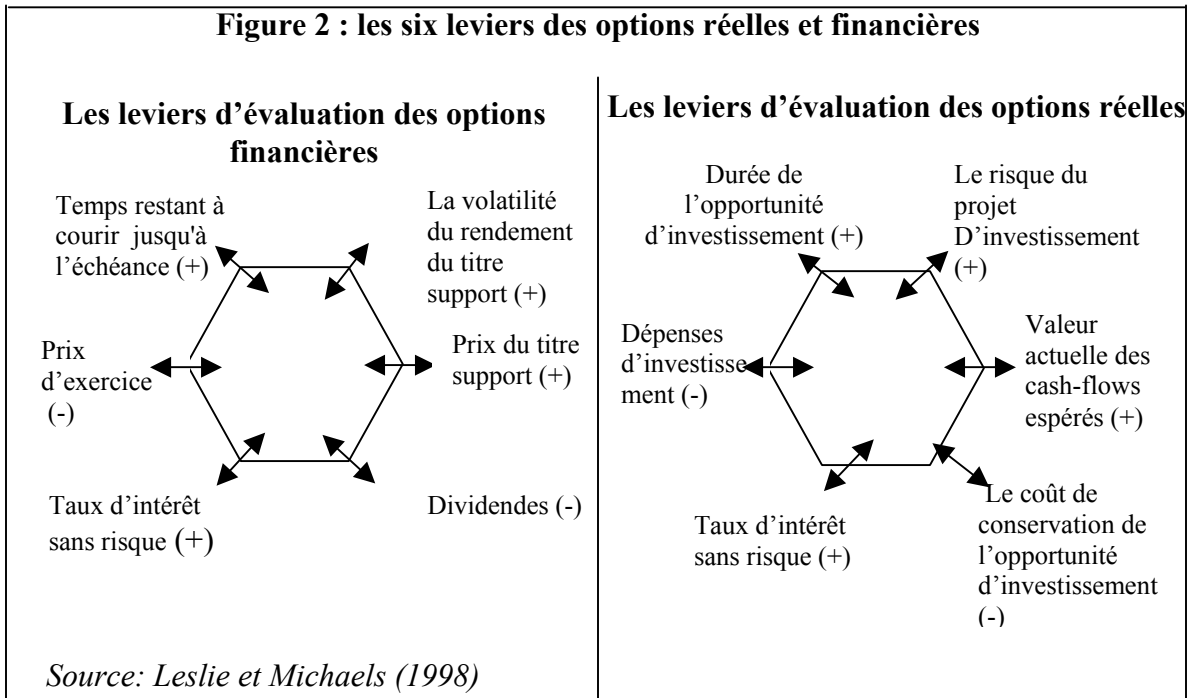 Figure 2 : les six leviers des options réelles et financières
Les leviers d’évaluation des options
financières
Temps restant à
courir jusqu'à
l’échéance (+)
La volatilité
du rendement
du titre
support (+)
Prix
d’exercice
(-)
Prix du titre
support (+)
Taux d’intérêt
sans risque (+)
Dividendes (-)
Source: Leslie et Michaels (1998)
Les leviers d’évaluation des options réelles
Durée de
l’opportunité
d’investissement (+)
Le risque du
projet
D’investissement
(+)
Dépenses
d’investisse
ment (-)
Valeur
actuelle des
cash-flows
espérés (+)
Taux d’intérêt
sans risque (+)
Le coût de
conservation de
l’opportunité
d’investissement
(-)